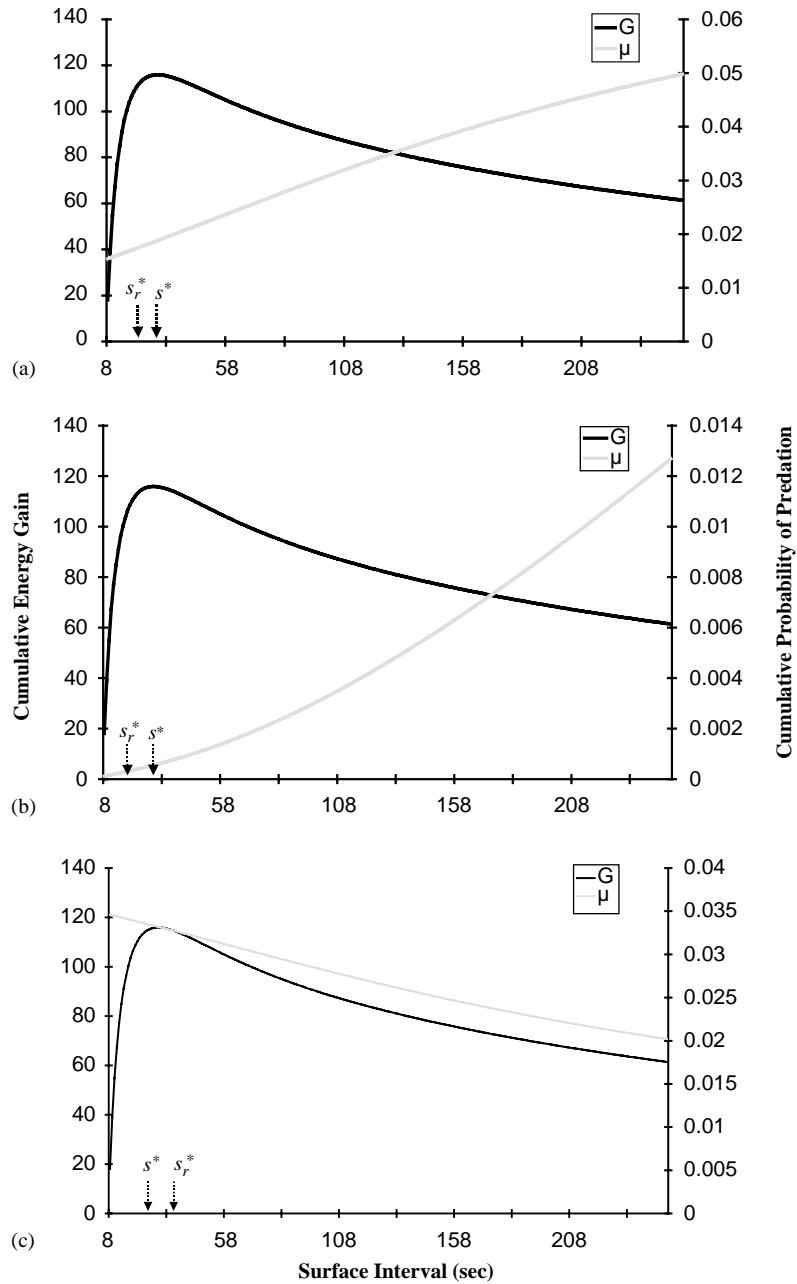 140
120
100
80
60
40
20
0
G
μ
0.06
0.05
0.04
0.03
0.02
0.01
0
s_r^* s^*
8 58 108 158 208
(a)
140
120
100
80
60
40
20
0
G
μ
0.014
0.012
0.01
0.008
0.006
0.004
0.002
0
s_r^* s^*
8 58 108 158 208
(b)
Cumulative Energy Gain
Cumulative Probability of Predation
140
120
100
80
60
40
20
0
G
μ
0.04
0.035
0.03
0.025
0.02
0.015
0.01
0.005
0
s^* s_r^*
8 58 108 158 208
(c)
Surface Interval (sec)